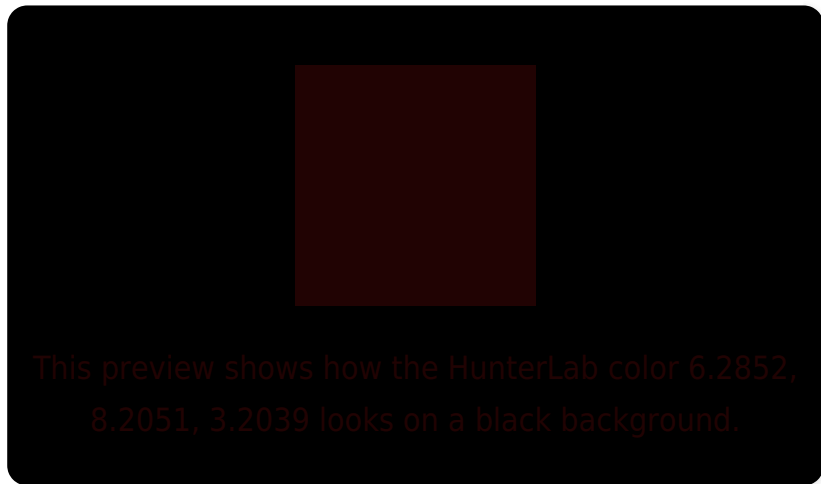 This preview shows how the HunterLab color 6.2852,
8.2051, 3.2039 looks on a black background.